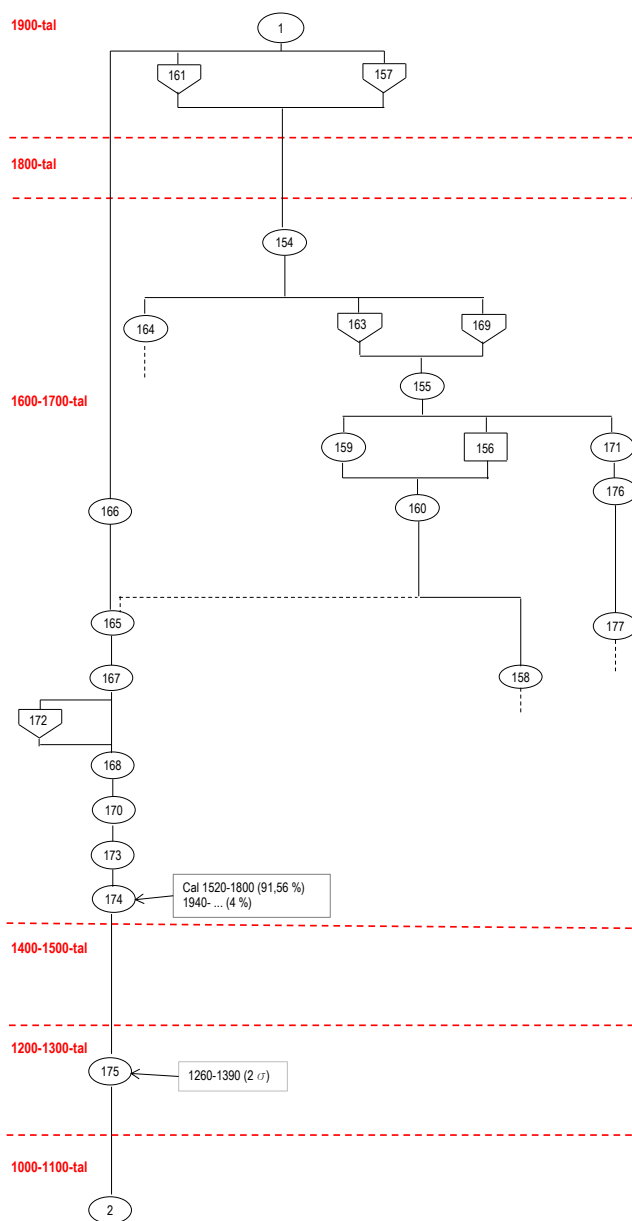 1900-tal
1
161
157
1800-tal
154
164
163
169
155
1600-1700-tal
159
156
171
176
166
160
165
177
167
158
172
168
170
173
174
Cal 1520-1800 (91,56 %)
1940- ... (4 %)
1400-1500-tal
1200-1300-tal
175
1260-1390 (2 σ)
1000-1100-tal
2